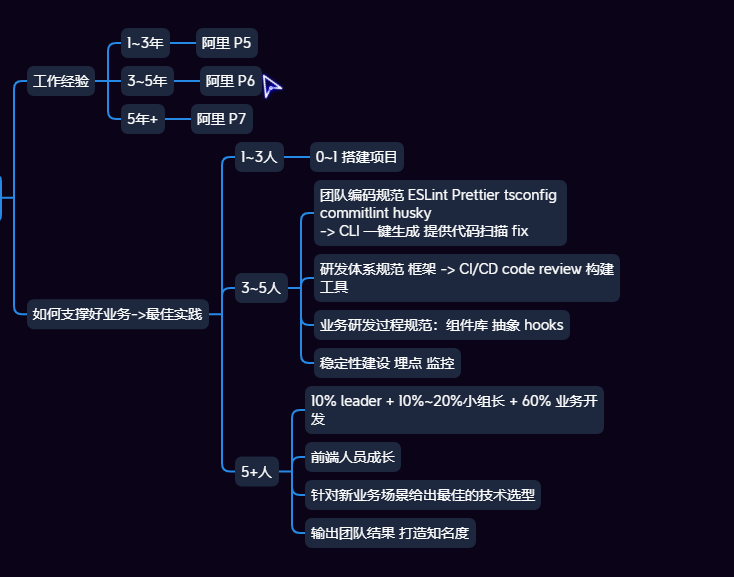 工作经验
1~3年
阿里 P5
3~5年
阿里 P6
5年+
阿里 P7
如何支撑好业务->最佳实践
1~3人
0~1 搭建项目
3~5人
团队编码规范 ESLint Prettier tsconfig
commitlint husky
-> CLI 一键生成 提供代码扫描 fix
研发体系规范 框架 -> CI/CD code review 构建
工具
业务研发过程规范：组件库 抽象 hooks
稳定性建设 埋点 监控
5+人
10% leader + 10%~20%小组长 + 60% 业务开
发
前端人员成长
针对新业务场景给出最佳的技术选型
输出团队结果 打造知名度